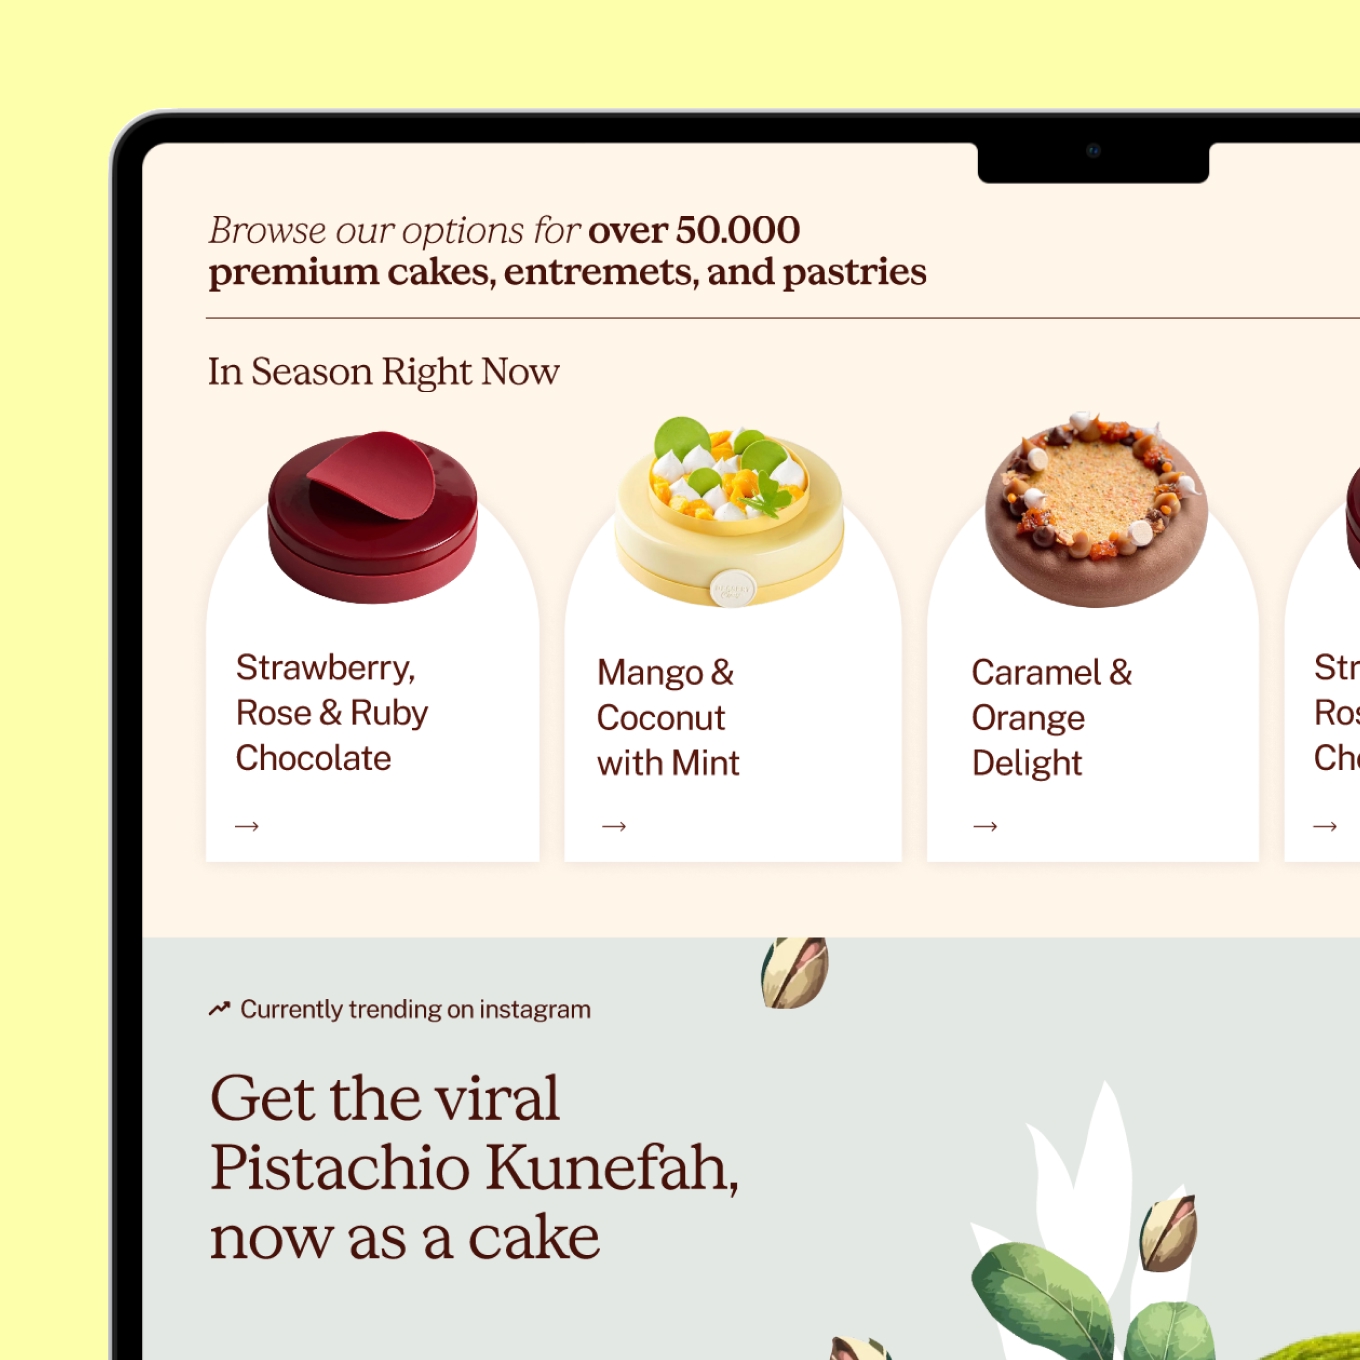 Browse our options for over 50.000
premium cakes, entremets, and pastries
In Season Right Now
Strawberry,
Rose & Ruby
Chocolate
→
Mango &
Coconut
with Mint
→
Caramel &
Orange
Delight
→
Str
Ros
Cho
→
Currently trending on instagram
Get the viral
Pistachio Kunefah,
now as a cake